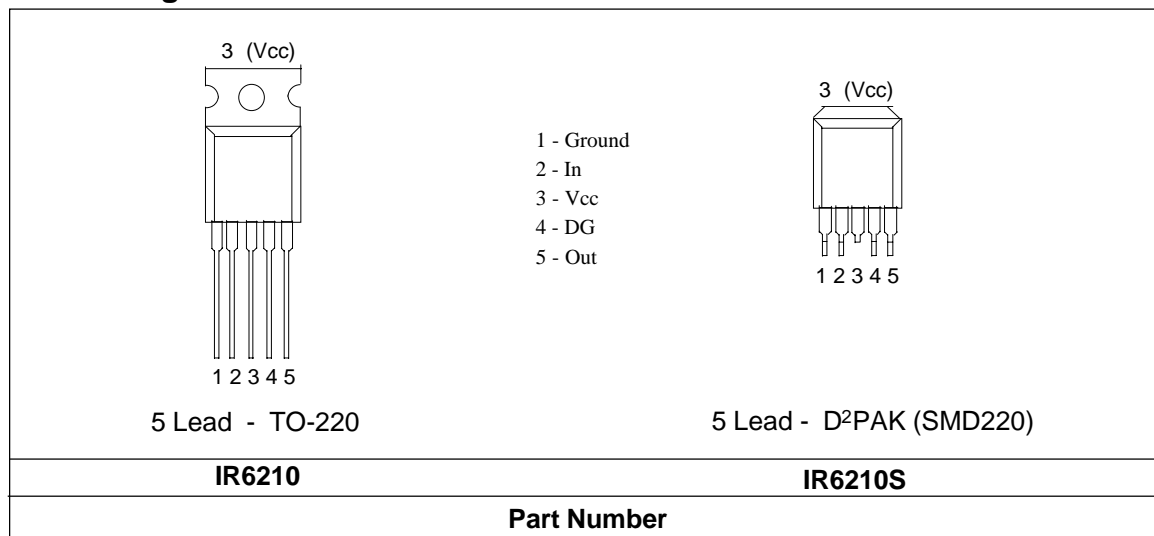 3 (Vcc)
1 2 3 4 5
5 Lead - TO-220
1 - Ground
2 - In
3 - Vcc
4 - DG
5 - Out
3 (Vcc)
1 2 3 4 5
5 Lead - D²PAK (SMD220)
IR6210
IR6210S
Part Number